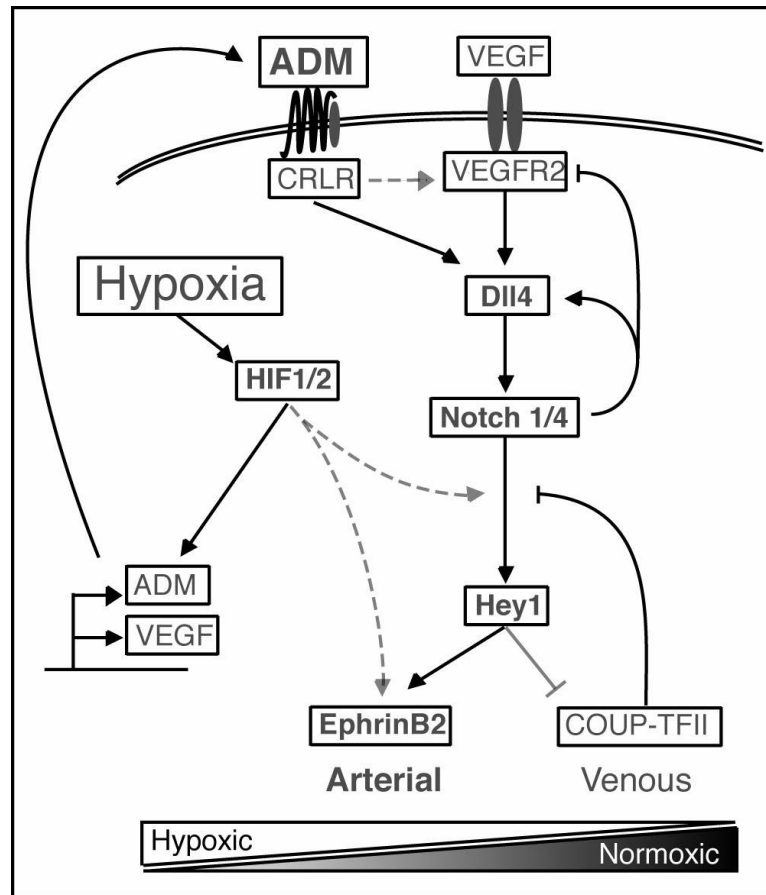 ADM
VEGF
CRLR
VEGFR2
Hypoxia
Dll4
HIF1/2
Notch 1/4
ADM
VEGF
Hey1
EphrinB2
COUP-TFII
Arterial
Venous
Hypoxic
Normoxic